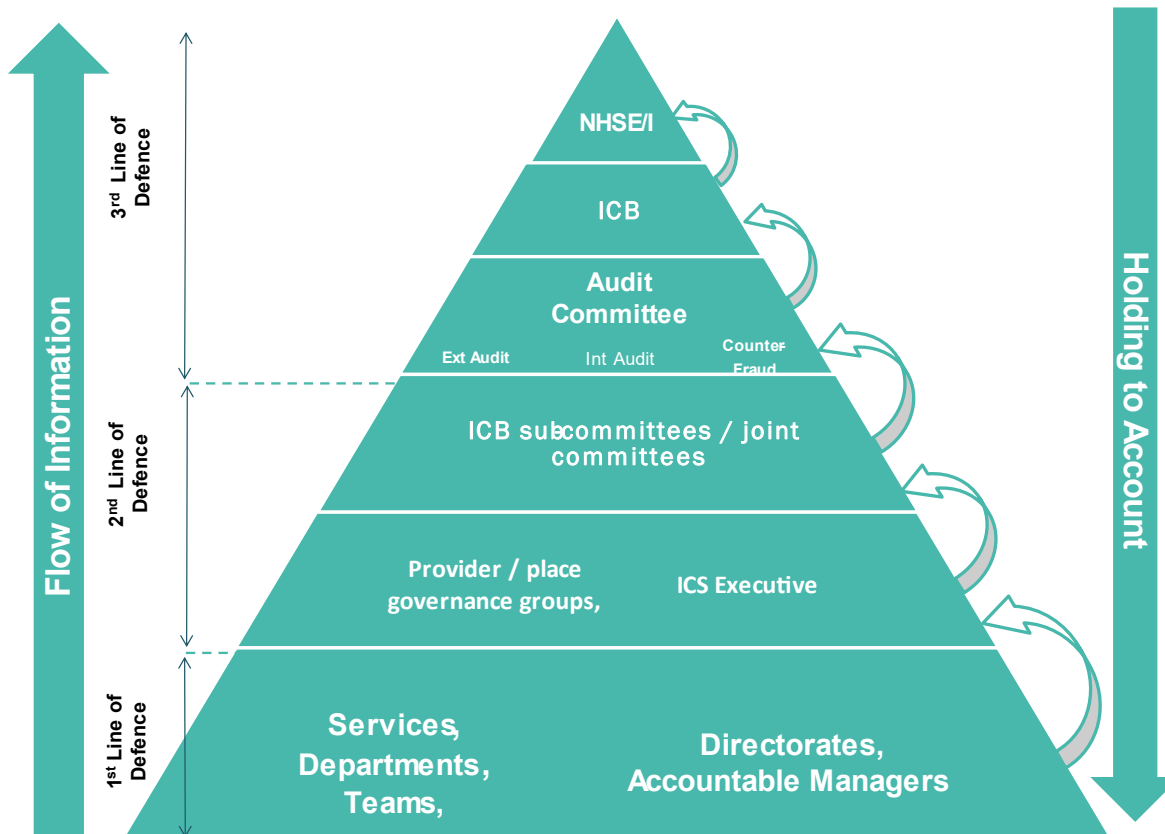 Flow of Information
3rd Line of
Defence
2nd Line of
Defence
1st Line of
Defence
NHSE/I
ICB
Audit
Committee
Ext Audit
Int Audit
Counter-
Fraud
ICB subcommittees / joint
committees
Provider / place
governance groups,
ICS Executive
Services,
Departments,
Teams,
Directorates,
Accountable Managers
Holding to Account